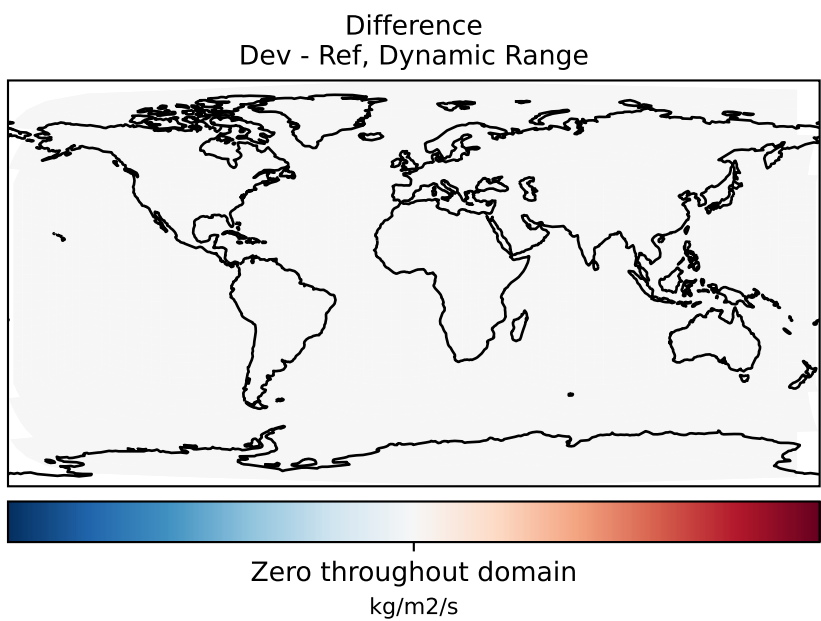 Difference
Dev - Ref, Dynamic Range
Zero throughout domain
kg/m2/s